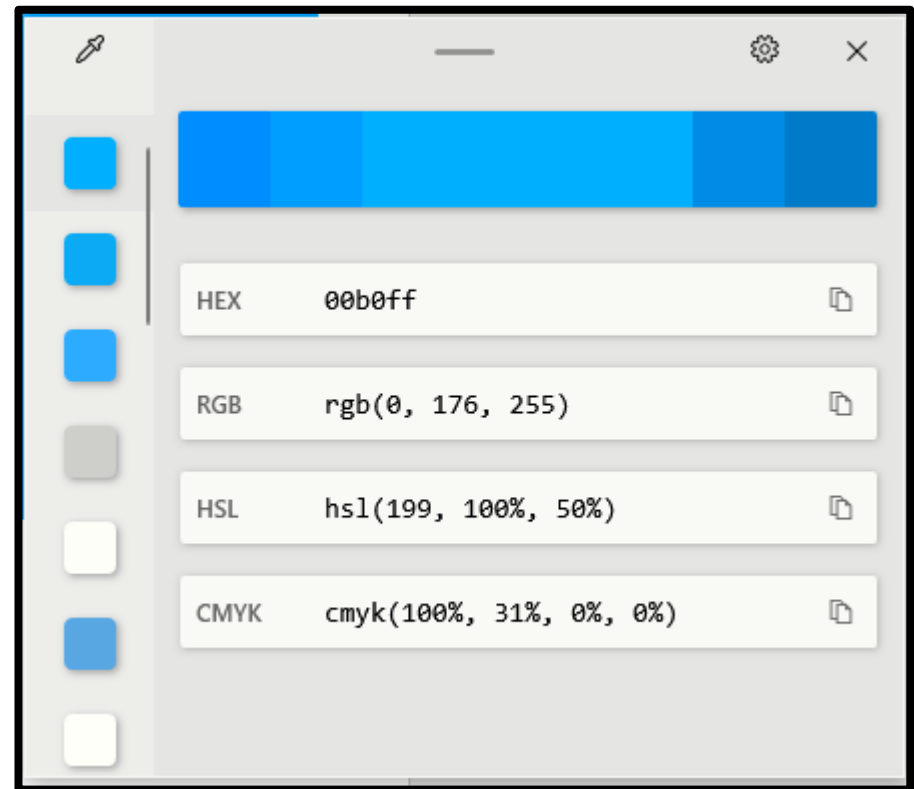 HEX 00b0ff
RGB rgb(0, 176, 255)
HSL hsl(199, 100%, 50%)
CMYK cmyk(100%, 31%, 0%, 0%)